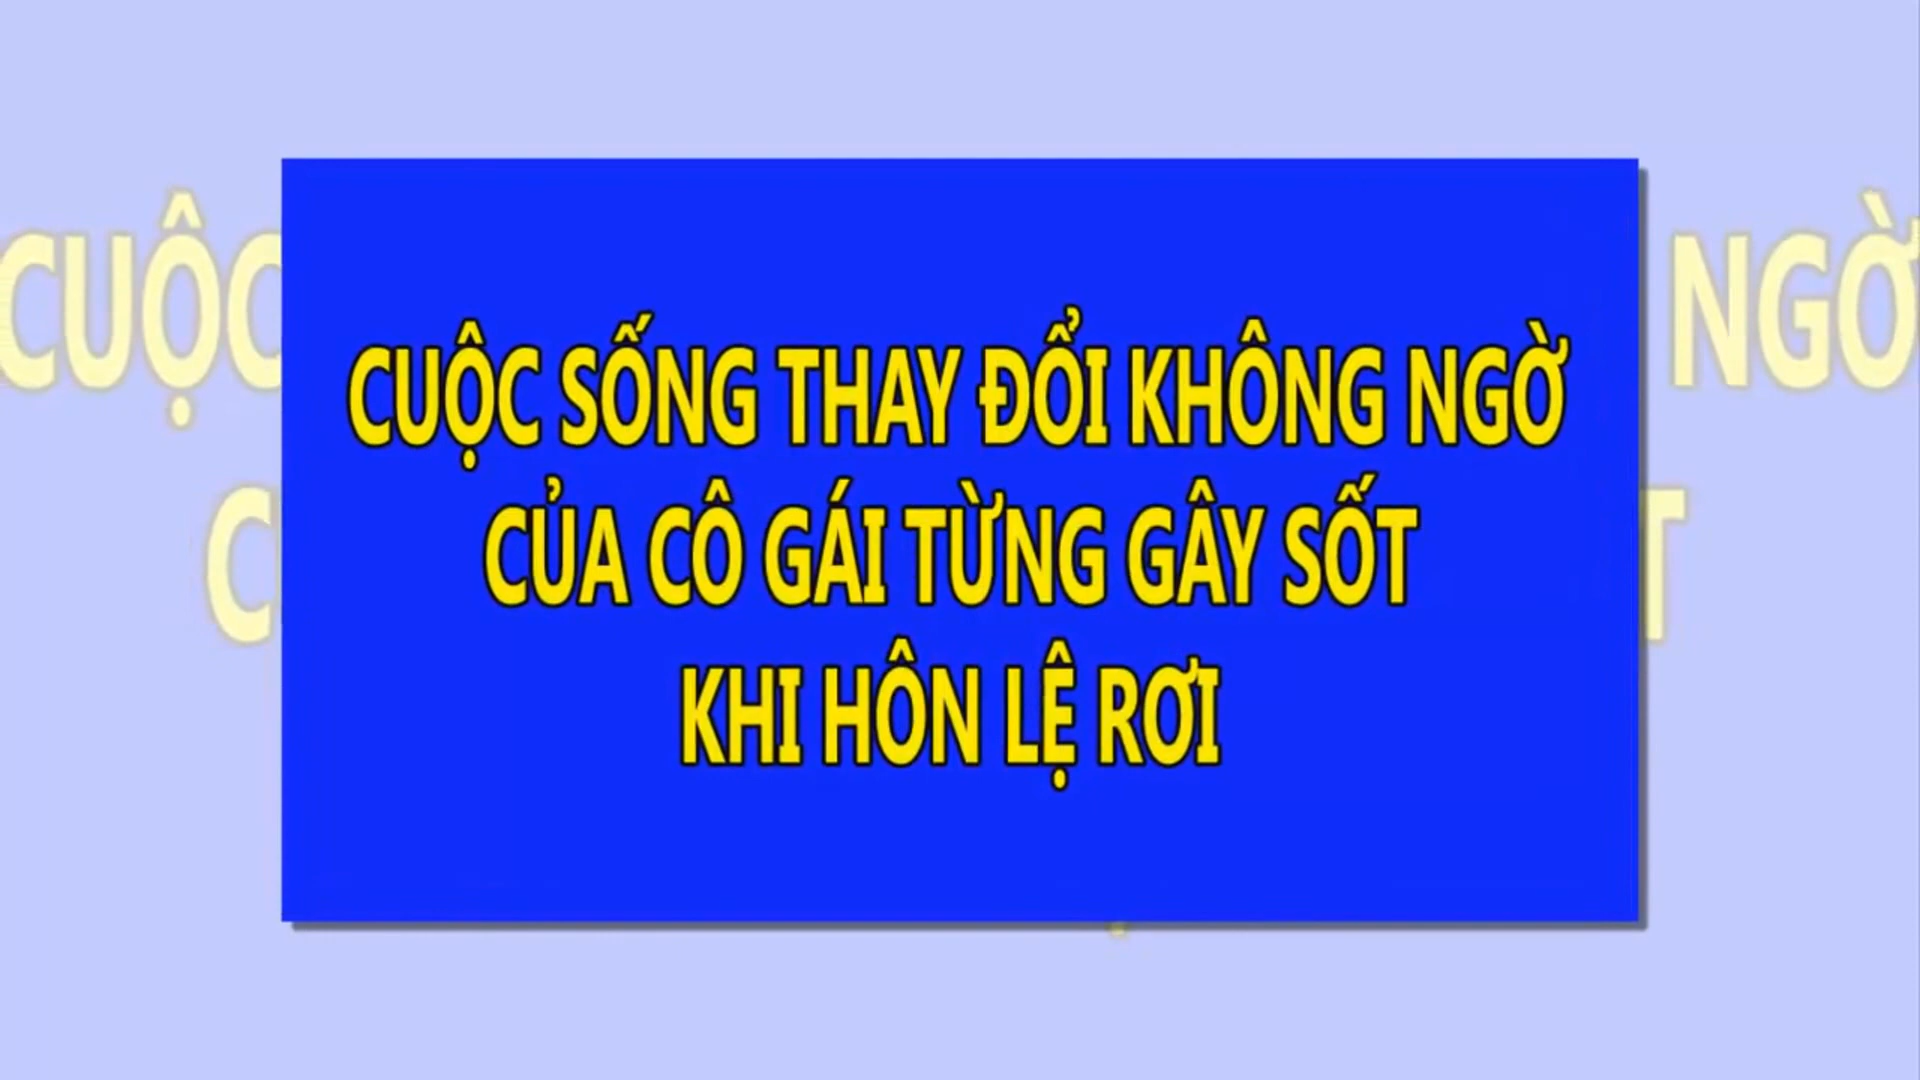 CUỘC SỐNG THAY ĐỔI KHÔNG NGỜ
CỦA CÔ GÁI TỪNG GÂY SỐT
KHI HÔN LỆ RƠI